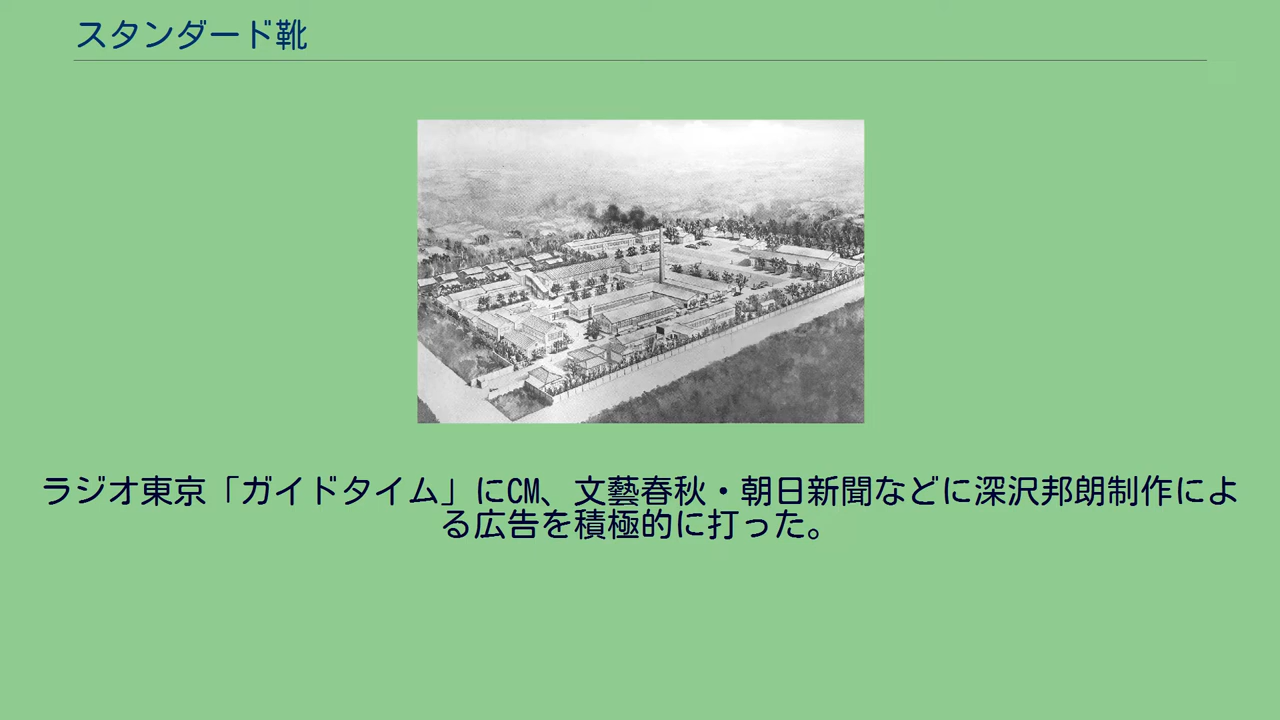 スタンダード靴
ラジオ東京「ガイドタイム」にCM、文藝春秋・朝日新聞などに深沢邦朗制作によ
る広告を積極的に打った。